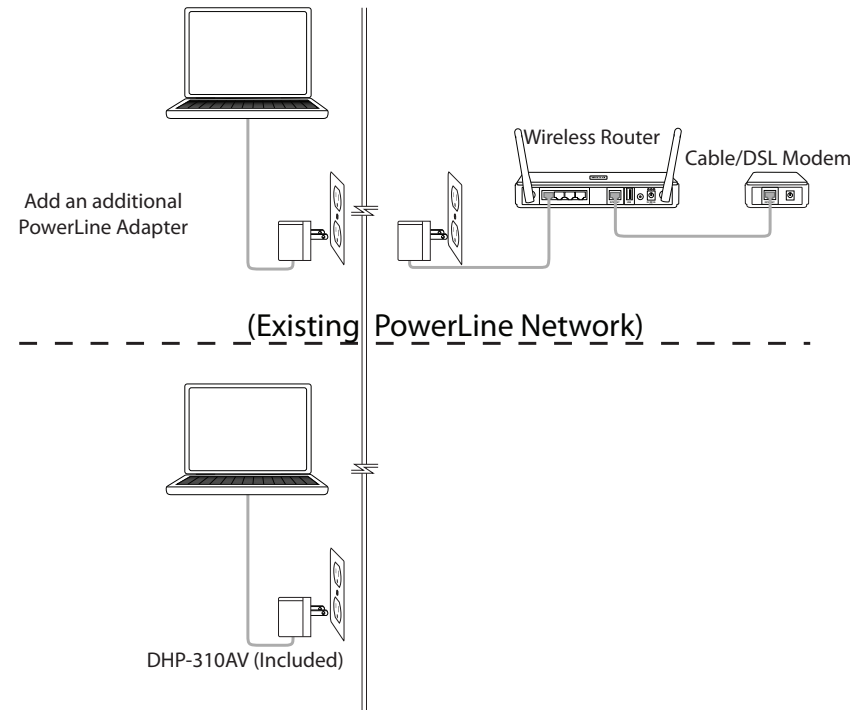 Wireless Router
Cable/DSL Modem
Add an additional
PowerLine Adapter
(Existing PowerLine Network)
DHP-310AV (Included)